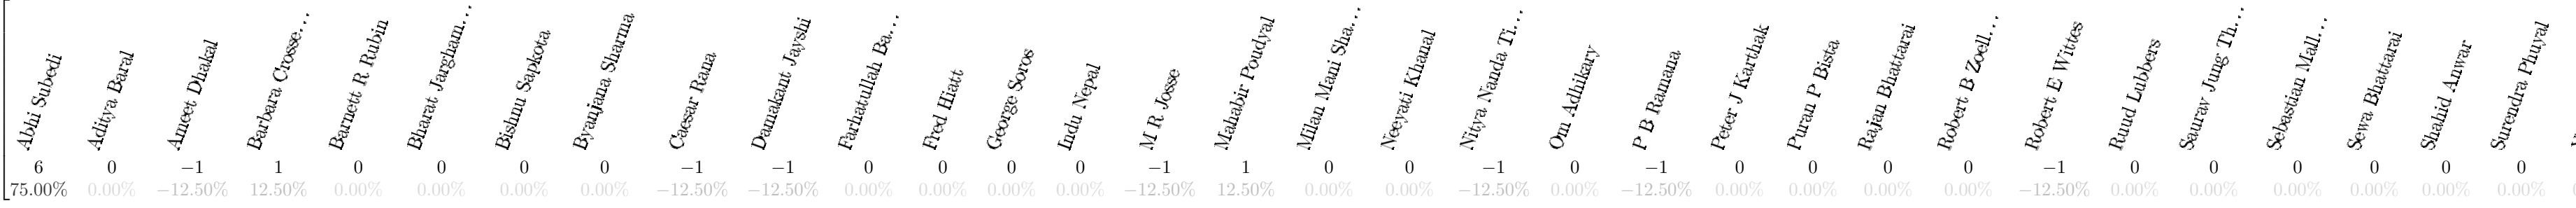 Abhi Subedi Aditya Baral Ameet Dhakal Barbara Crosse… Barnett R Rubin Bharat Jargham… Bishnu Sapkota Byanjana Sharma Caesar Rana Damakant Jayshi Farhatullah Ba… Fred Hiatt George Soros Indu Nepal M R Josse Mahabir Poudyal Milan Mani Sha… Neeyati Khanal Nitya Nanda Ti… Om Adhikary P B Ramana Peter J Karthak Puran P Bista Rajan Bhattarai Robert B Zoell… Robert E Wittes Ruud Lubbers Saurav Jung Th… Sebastian Mall… Sewa Bhattarai Shahid Anwar Surendra Phuyal
6 0 −1 1 0 0 0 0 −1 −1 0 0 0 0 −1 1 0 0 −1 0 −1 0 0 0 0 −1 0 0 0 0 0 0
75.00% 0.00% −12.50% 12.50% 0.00% 0.00% 0.00% 0.00% −12.50% −12.50% 0.00% 0.00% 0.00% 0.00% −12.50% 12.50% 0.00% 0.00% −12.50% 0.00% −12.50% 0.00% 0.00% 0.00% 0.00% −12.50% 0.00% 0.00% 0.00% 0.00% 0.00% 0.00%